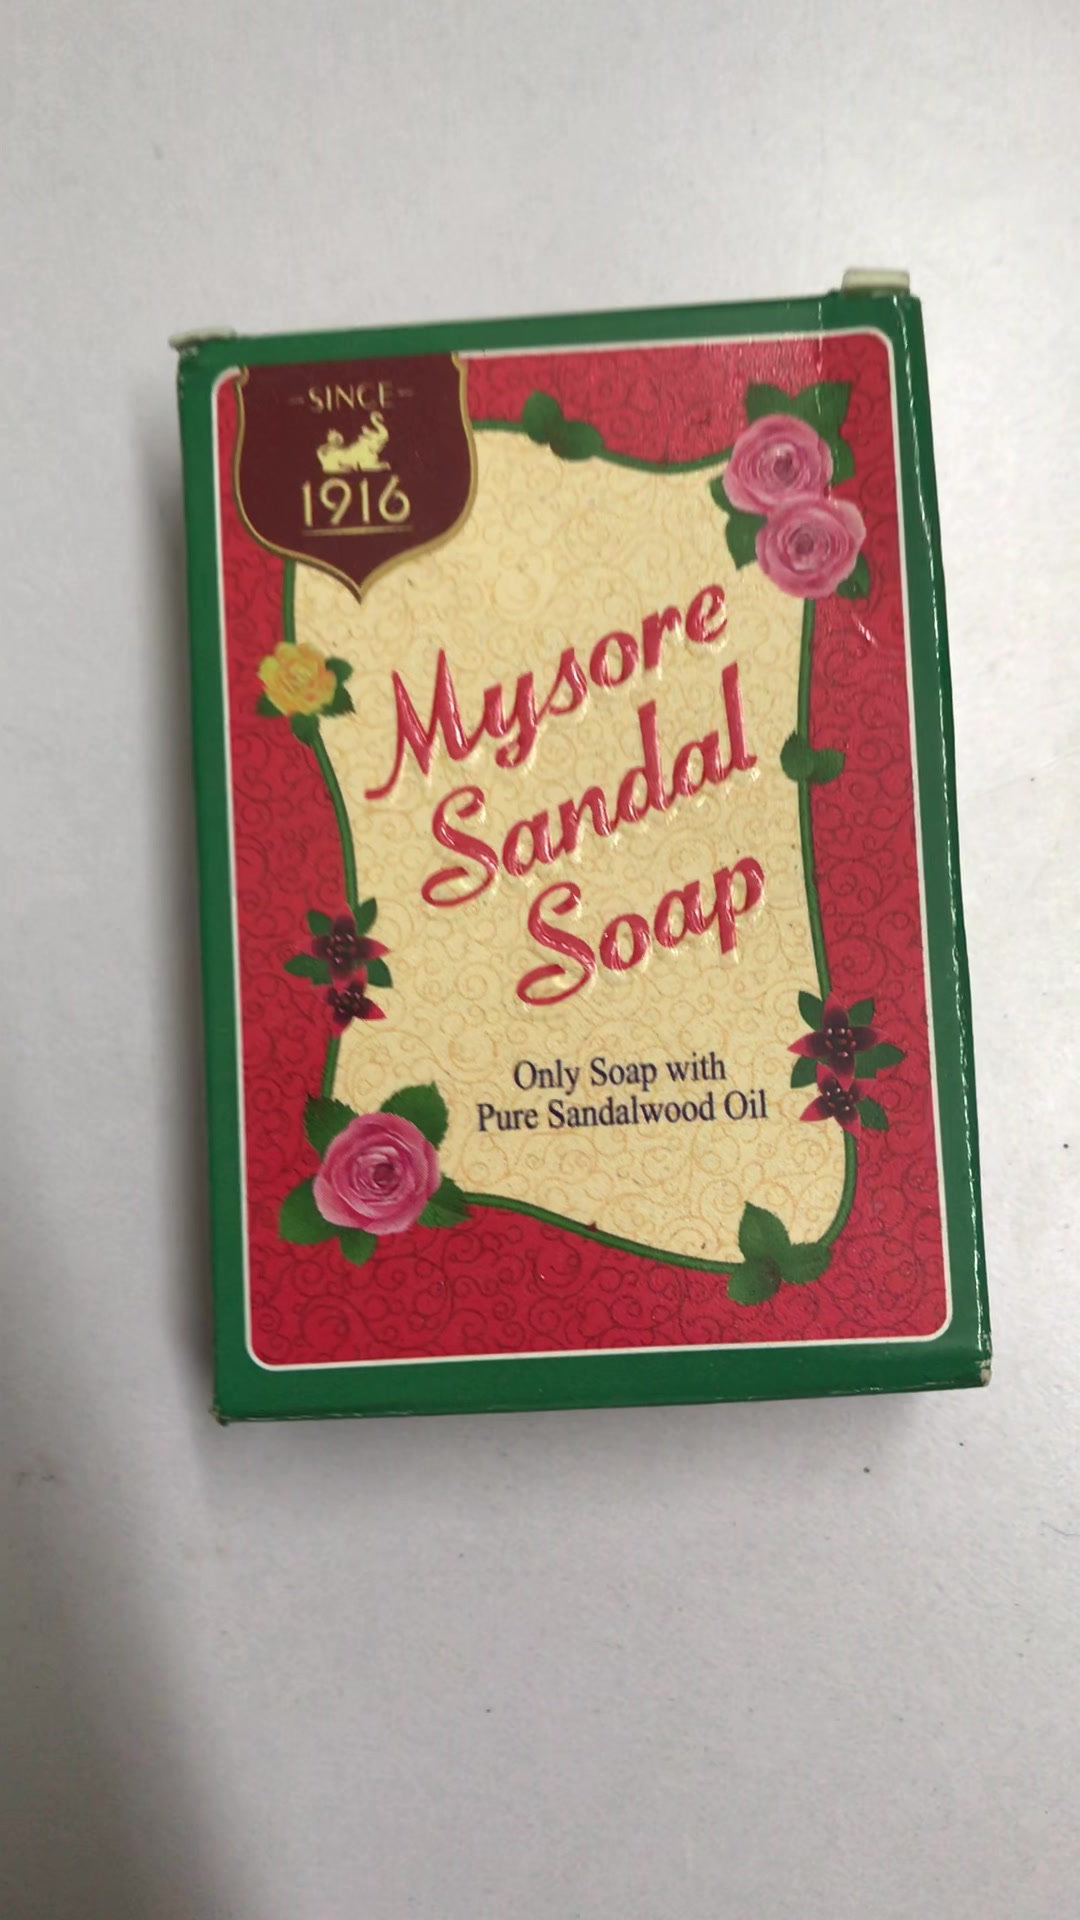 -SINCE-
1916
Mysore
Sandal
Soap
Only Soap with
Pure Sandalwood Oil